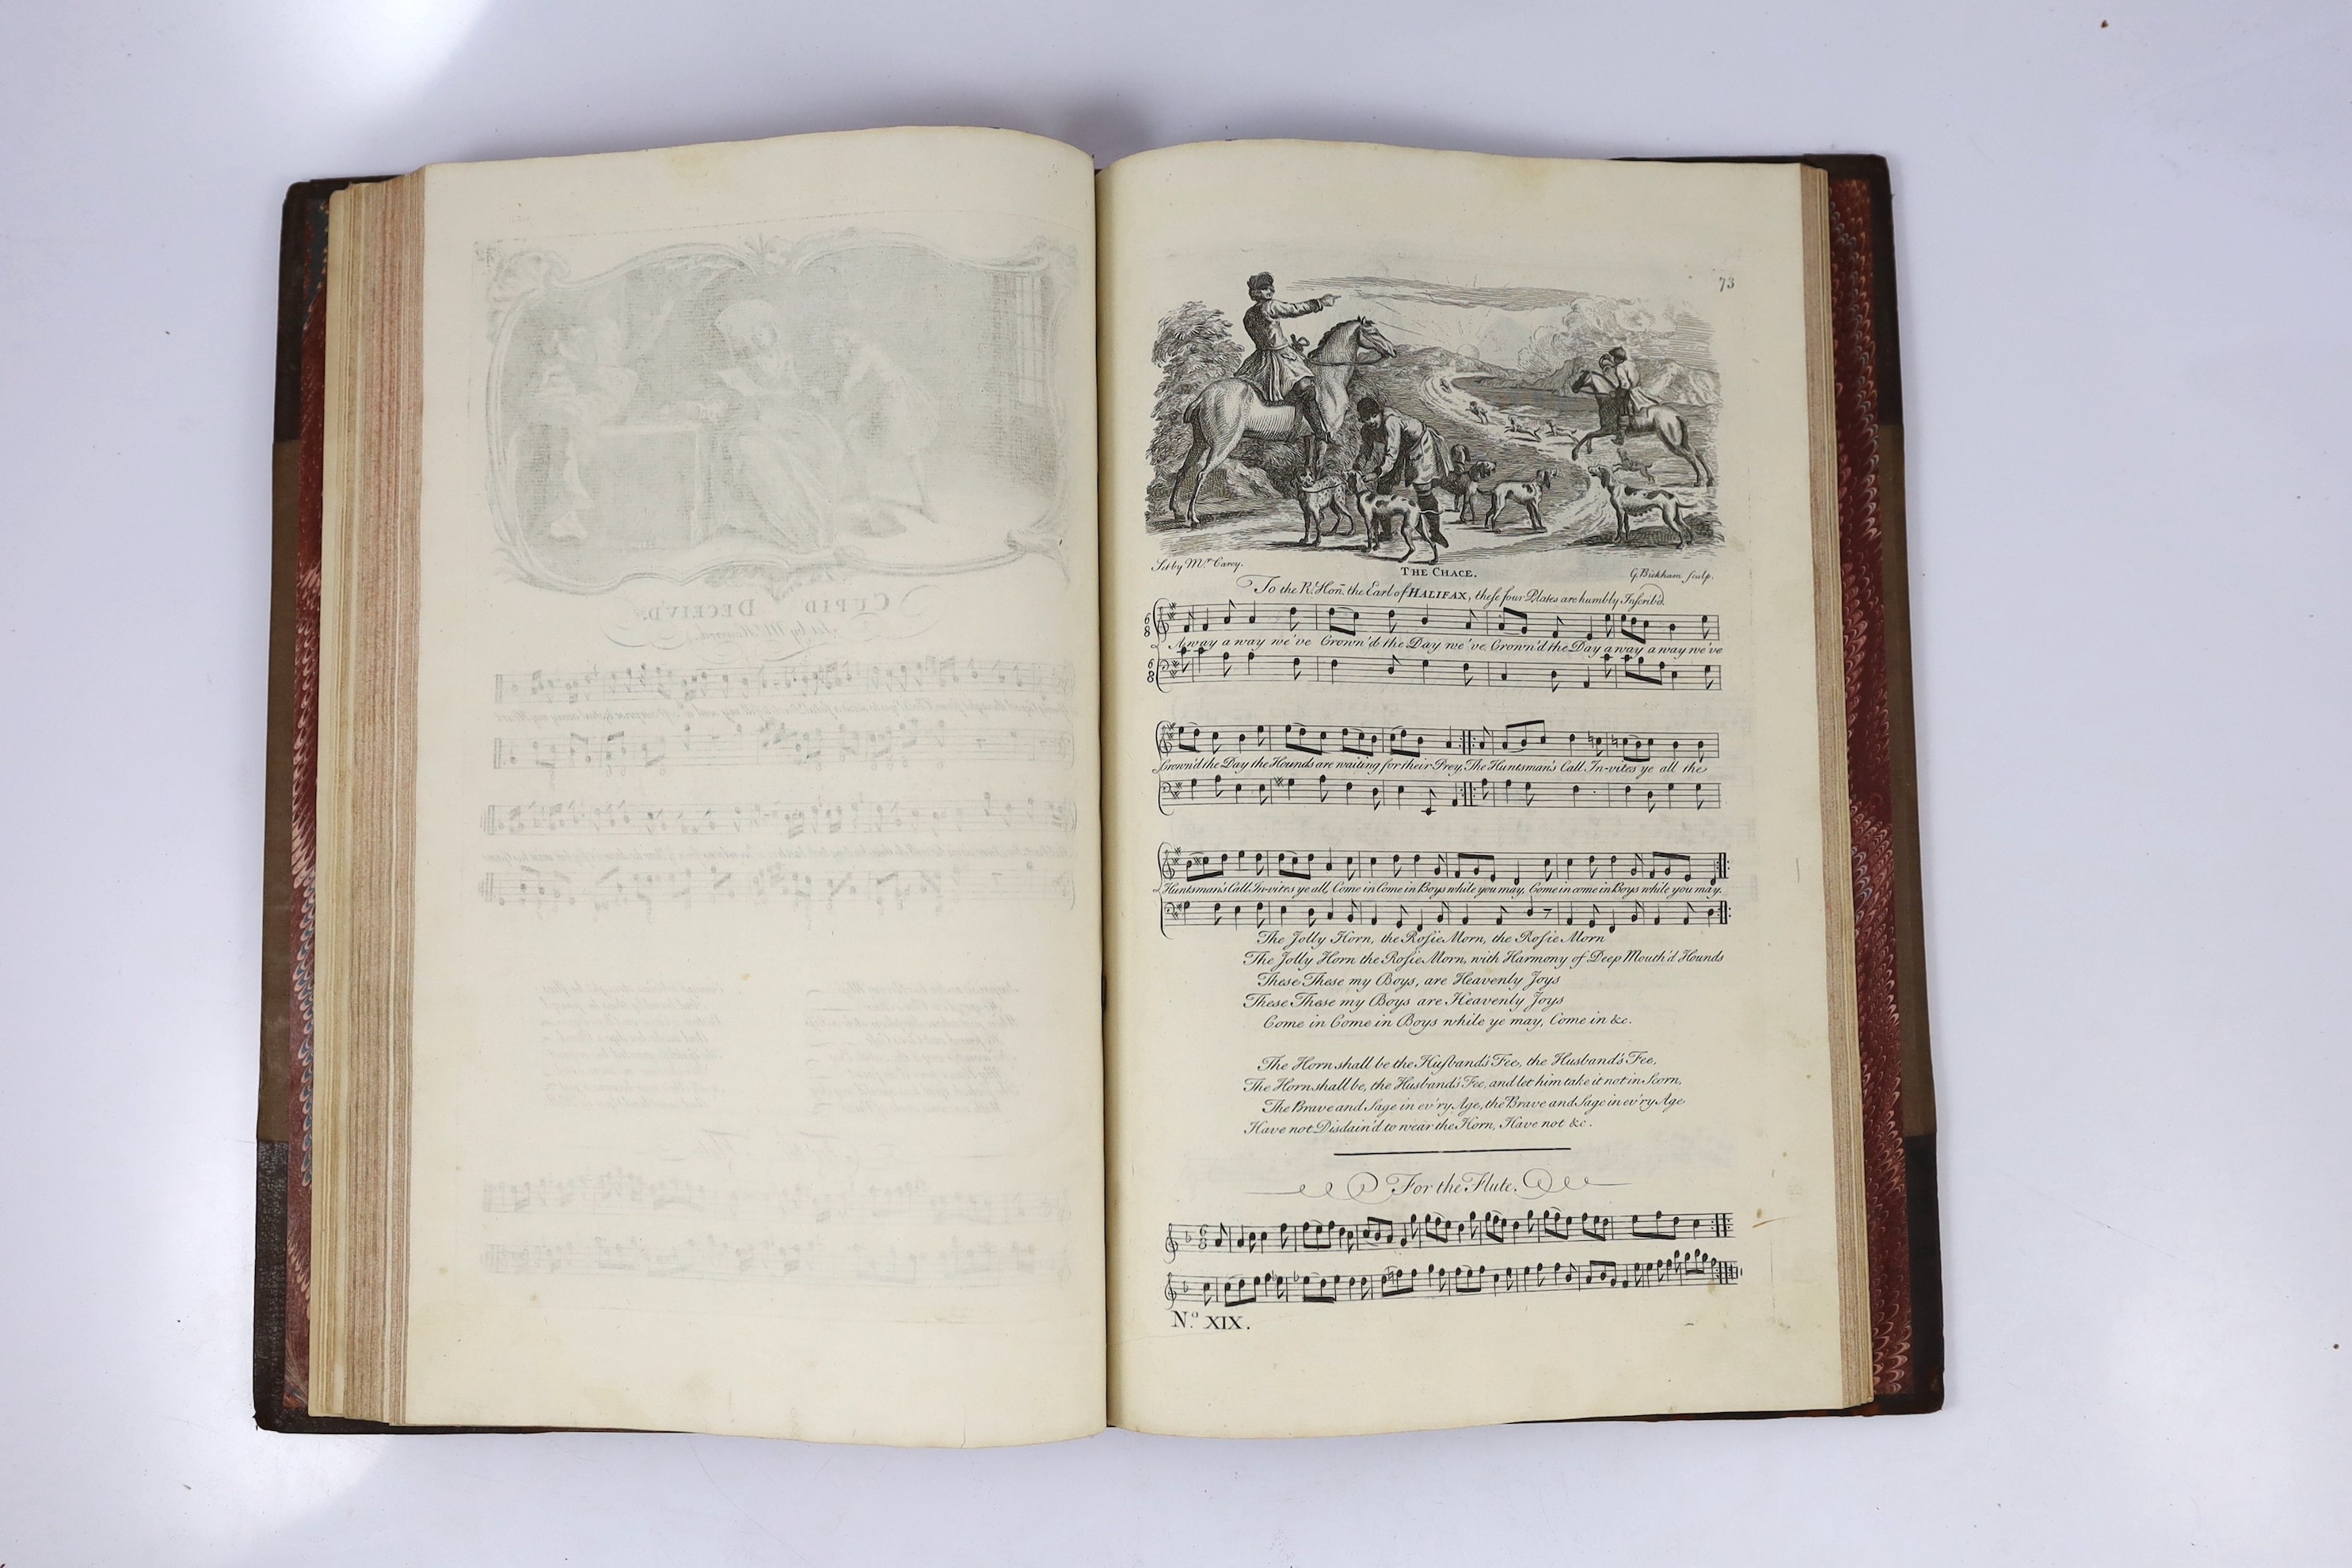 CUPID DECEIV'D
Set by Mr. Howard
73
Set by Mr. Carey.
THE CHACE.
G. Bickham sculp.
To the Rt. Honn. the Earl of HALIFAX, these four Plates are humbly Inscrib'd.
Away a way we've Crown'd the Day we've Crown'd the Day away a way we've
Crown'd the Day the Hounds are waiting for their Prey, The Huntsman's Call In-vites ye all the
Huntsman's Call In-vites ye all, Come in Come in Boys while you may, Come in come in Boys while you may.
The Jolly Horn, the Rosie Morn, the Rosie Morn
The Jolly Horn the Rosie Morn, with Harmony of Deep Mouth'd Hounds
These These my Boys, are Heavenly Joys
These These my Boys are Heavenly Joys
Come in Come in Boys while ye may, Come in &c.
The Horn shall be the Husband's Fee, the Husband's Fee,
The Horn shall be, the Husband's Fee, and let him take it not in Scorn,
The Brave and Sage in ev'ry Age, the Brave and Sage in ev'ry Age
Have not Disdain'd to wear the Horn, Have not &c.
For the Flute.
No. XIX.